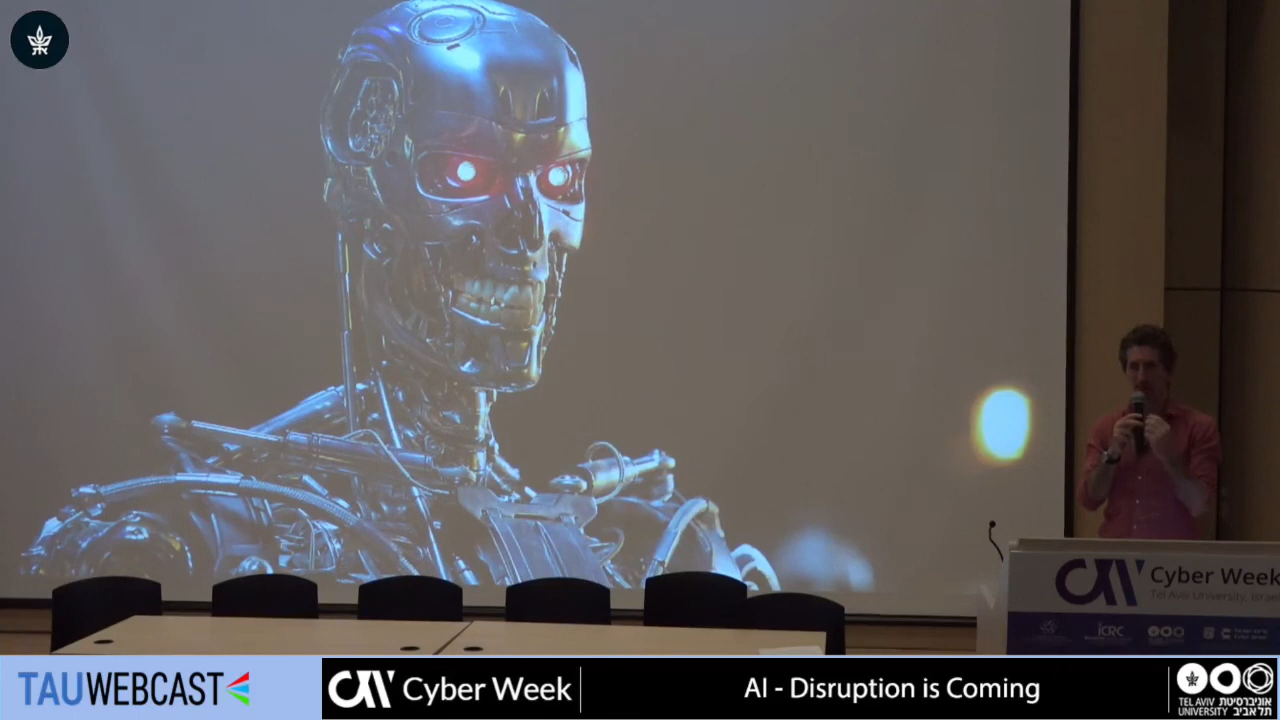 Cyber Week
Tel Aviv University, Israe
ICRC
TAUWEBCAST
Cyber Week
AI - Disruption is Coming
TEL AVIV אוניברסיטת
UNIVERSITY תל אביב